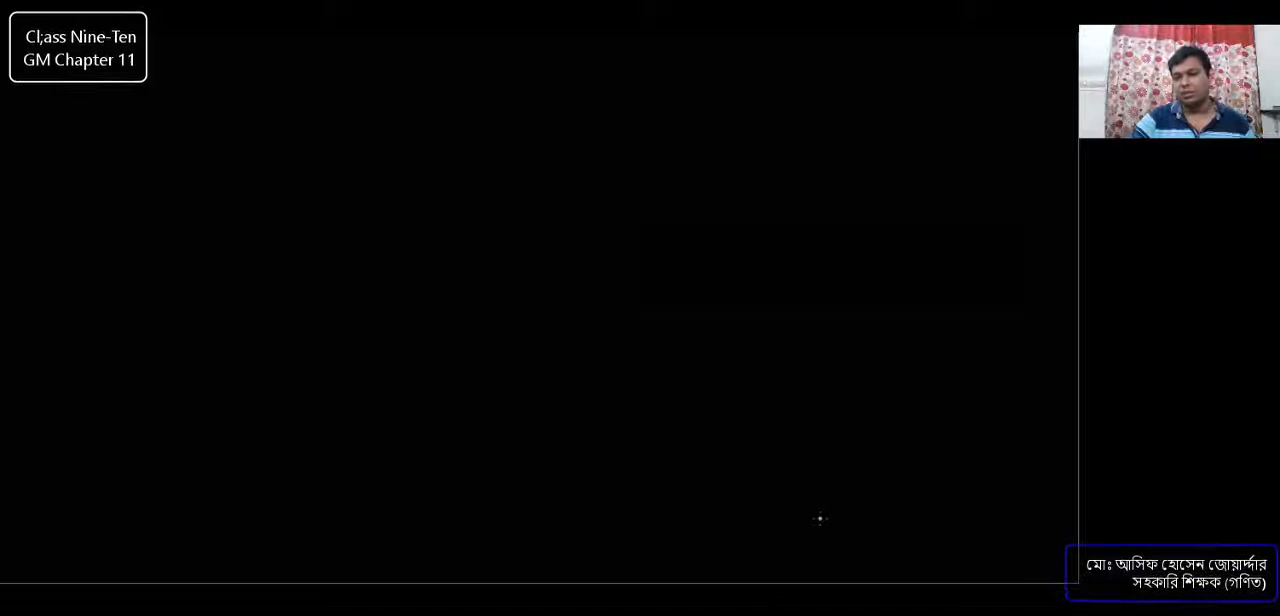 Cl;ass Nine-Ten
GM Chapter 11
মোঃ আসিফ হোসেন জোয়ার্দ্দার
সহকারি শিক্ষক (গণিত)